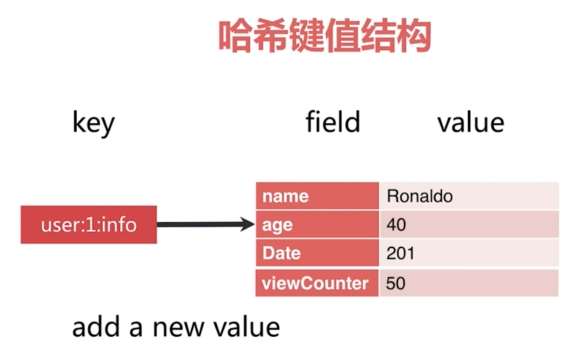 哈希键值结构
key field value
user:1:info
name Ronaldo
age 40
Date 201
viewCounter 50
add a new value